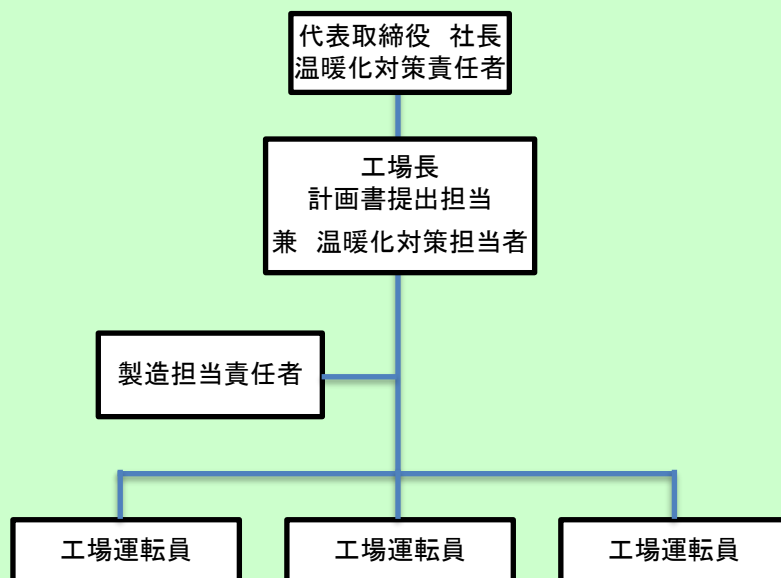 代表取締役　社長
温暖化対策責任者
工場長
計画書提出担当
兼　温暖化対策担当者
製造担当責任者
工場運転員
工場運転員
工場運転員